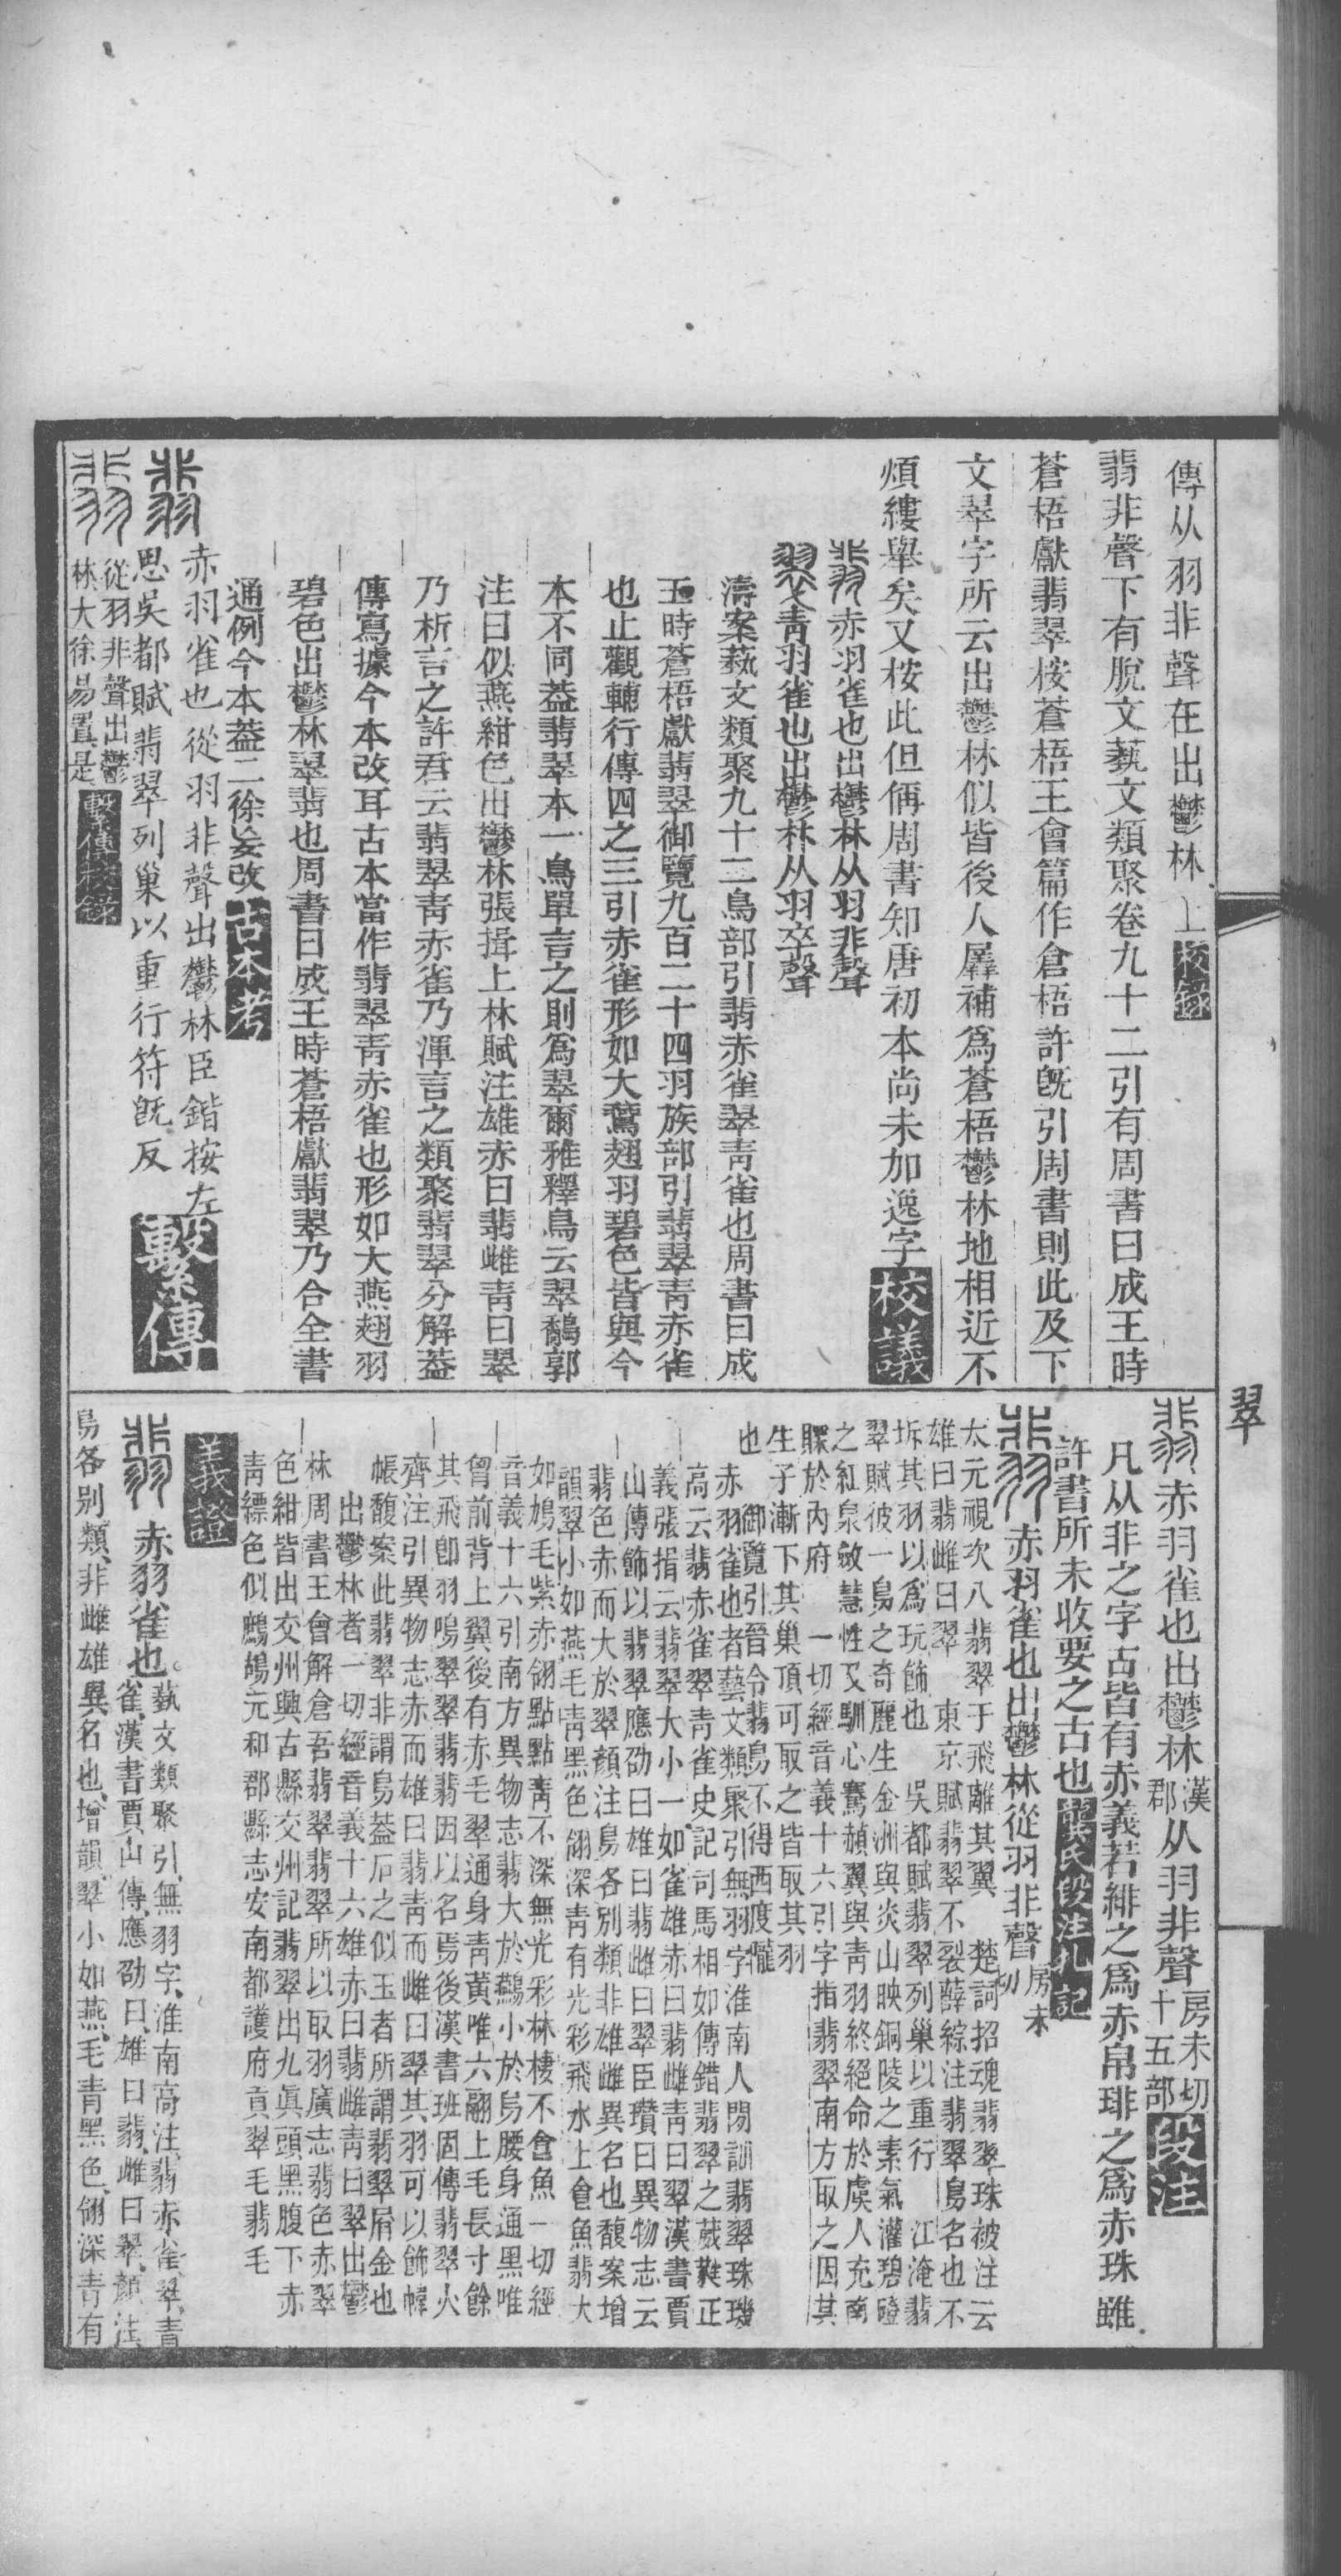 傳从羽非聲在出鬱林上校錄
翡非聲下有脫文藝文類聚卷九十二引有周書曰成王時
蒼梧獻翡翠桉蒼梧王會篇作倉梧許旣引周書則此及下
文翠字所云出鬱林似皆後人羼補爲蒼梧鬱林地相近不
煩縷舉矣又桉此但偁周書知唐初本尚未加逸字校議
翡赤羽雀也出鬱林从羽非聲
翠靑羽雀也出鬱林从羽卒聲
濤案藝文類聚九十二鳥部引翡赤雀翠靑雀也周書曰成
王時蒼梧獻翡翠御覽九百二十四羽族部引翡翠靑赤雀
也止觀輔行傳四之三引赤雀形如大鷰翅羽碧色皆與今
本不同葢翡翠本一鳥單言之則爲翠爾雅釋鳥云翠鷸郭
注曰似燕紺色出鬱林張揖上林賦注雄赤曰翡雌靑曰翠
乃析言之許君云翡翠靑赤雀乃渾言之類聚翡翠分解葢
傳寫據今本改耳古本當作翡翠靑赤雀也形如大燕翅羽
碧色出鬱林翠翡也周書曰成王時蒼梧獻翡翠乃合全書
通例今本葢二徐妄改古本考
翡赤羽雀也從羽非聲出鬱林臣鍇按左
思吳都賦翡翠列巢以重行符旣反繫傳
翡從羽非聲出鬱
林大徐易置是繫傳校錄
翠
翡赤羽雀也出鬱林漢郡从羽非聲房未切十五部段注
凡从非之字古皆有赤義若緋之爲赤帛琲之爲赤珠雖
許書所未收要之古也龔氏段注札記
翡赤羽雀也出鬱林從羽非聲房未切
太元視次八翡翠于飛離其翼 楚詞招魂翡翠珠被注云
雄曰翡雌曰翠 東京賦翡翠不裂薛綜注翡翠鳥名也不
坼其羽以爲玩飾也 吳都賦翡翠列巢以重行 江淹翡
翠賦彼一鳥之奇麗生金洲與炎山映銅陵之素氣灌碧磴
之紅泉斂慧性又馴心騫赬翼與靑羽終絕命於虞人充南
賝於內府 一切經音義十六引字指翡翠南方取之因其
生子漸下其巢頂可取之皆取其羽
也 御覽引晉令翡鳥不得西度隴
赤羽雀也者藝文類聚引無羽字淮南人閒訓翡翠珠璣
高云翡赤雀翠靑雀史記司馬相如傳錯翡翠之葳蕤正
義張揖云翡翠大小一如雀雄赤曰翡雌靑曰翠漢書賈
山傳飾以翡翠應劭曰雄曰翡雌曰翠臣瓚曰異物志云
翡色赤而大於翠顏注鳥各別類非雄雌異名也馥案增
韻翠小如燕毛靑黑色翎深靑有光彩飛水上食魚翡大
如鳩毛紫赤翎點點靑不深無光彩林棲不食魚一切經
音義十六引南方異物志翡大於鷰小於烏腰身通黑唯
胷前背上翼後有赤毛翠通身靑黃唯六翮上毛長寸餘
其飛卽羽鳴翠翠翡翡因以名焉後漢書班固傳翡翠火
齊注引異物志赤而雄曰翡靑而雌曰翠其羽可以飾幃
帳馥案此翡翠非謂鳥葢石之似玉者所謂翡翠屑金也
出鬱林者一切經音義十六雄赤曰翡雌靑曰翠出鬱
林周書王會解倉吾翡翠翡翠所以取羽廣志翡色赤翠
色紺皆出交州興古縣交州記翡翠出九眞頭黑腹下赤
靑縹色似鷾鴯元和郡縣志安南都護府貢翠毛翡毛
義證
翡赤羽雀也藝文類聚引無羽字淮南高注翡赤雀翠青
雀漢書賈山傳應劭曰雄曰翡雌曰翠顏注
鳥各别類非雌雄異名也增韻翠小如燕毛青黑色翎深青有